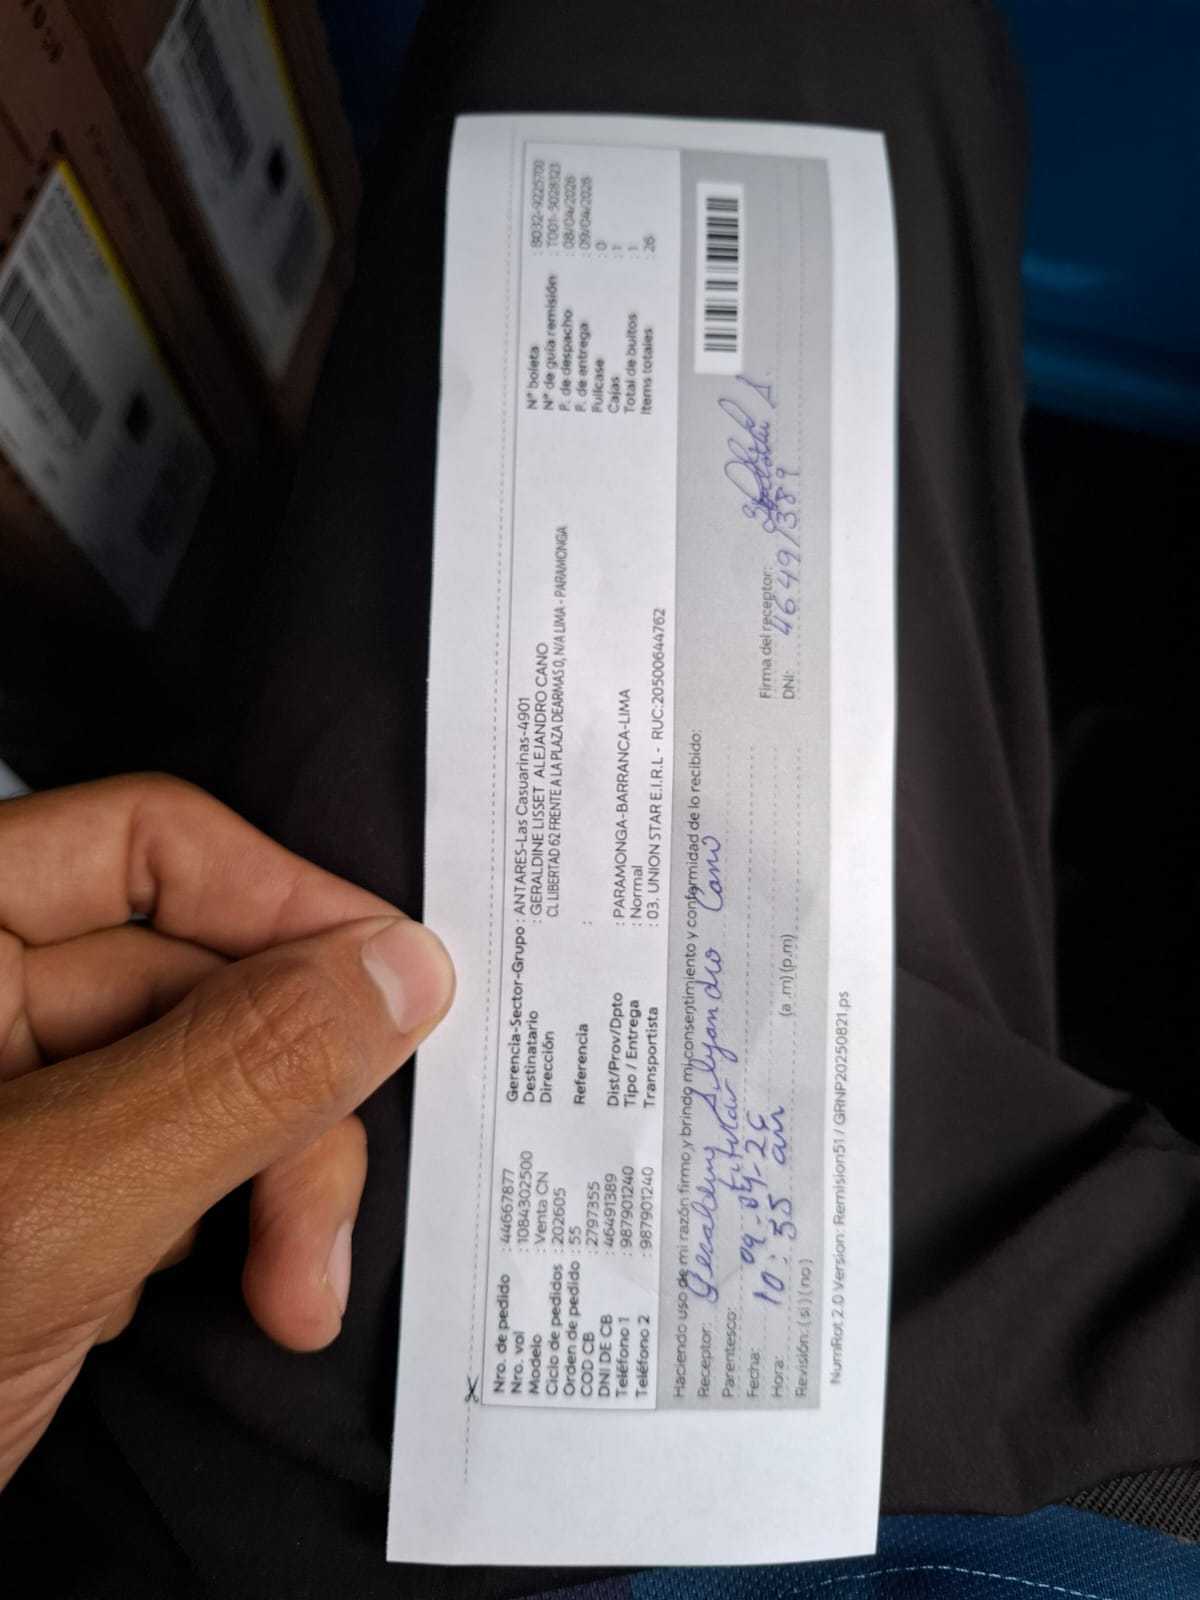 Nro. de pedido : 44667877
Nro. vol : 1084302500
Modelo : Venta CN
Ciclo de pedidos : 202605
Orden de pedido : 55
COD CB : 2797355
DNI DE CB : 46491389
Teléfono 1 : 987901240
Teléfono 2 : 987901240
Gerencia-Sector-Grupo : ANTARES-Las Casuarinas-4901
Destinatario : GERALDINE LISSET ALEJANDRO CANO
Dirección CL LIBERTAD 62 FRENTE A LA PLAZA DEARMAS 0, N/A LIMA - PARAMONGA
Referencia :
Dist/Prov/Dpto : PARAMONGA-BARRANCA-LIMA
Tipo / Entrega : Normal
Transportista : 03. UNION STAR E.I.R.L - RUC:20500644762
N° boleta : B032-9225700
N° de guía remisión : T001-5028123
F. de despacho : 08/04/2026
F. de entrega : 09/04/2026
Fullcase : 0
Cajas : 1
Total de bultos : 1
Items totales : 26
Haciendo uso de mi razón firmo y brindo mi consentimiento y conformidad de lo recibido:
Receptor: Geraldine Alejandro Cano
Parentesco: titular
Fecha: 09-04-26
Hora: 10:55 am (a.m) (p.m)
Revisión: ( si ) ( no )
Firma del receptor:
DNI: 46491389
NumRot 2.0 Version: Remision51 / GRNP20250821.ps